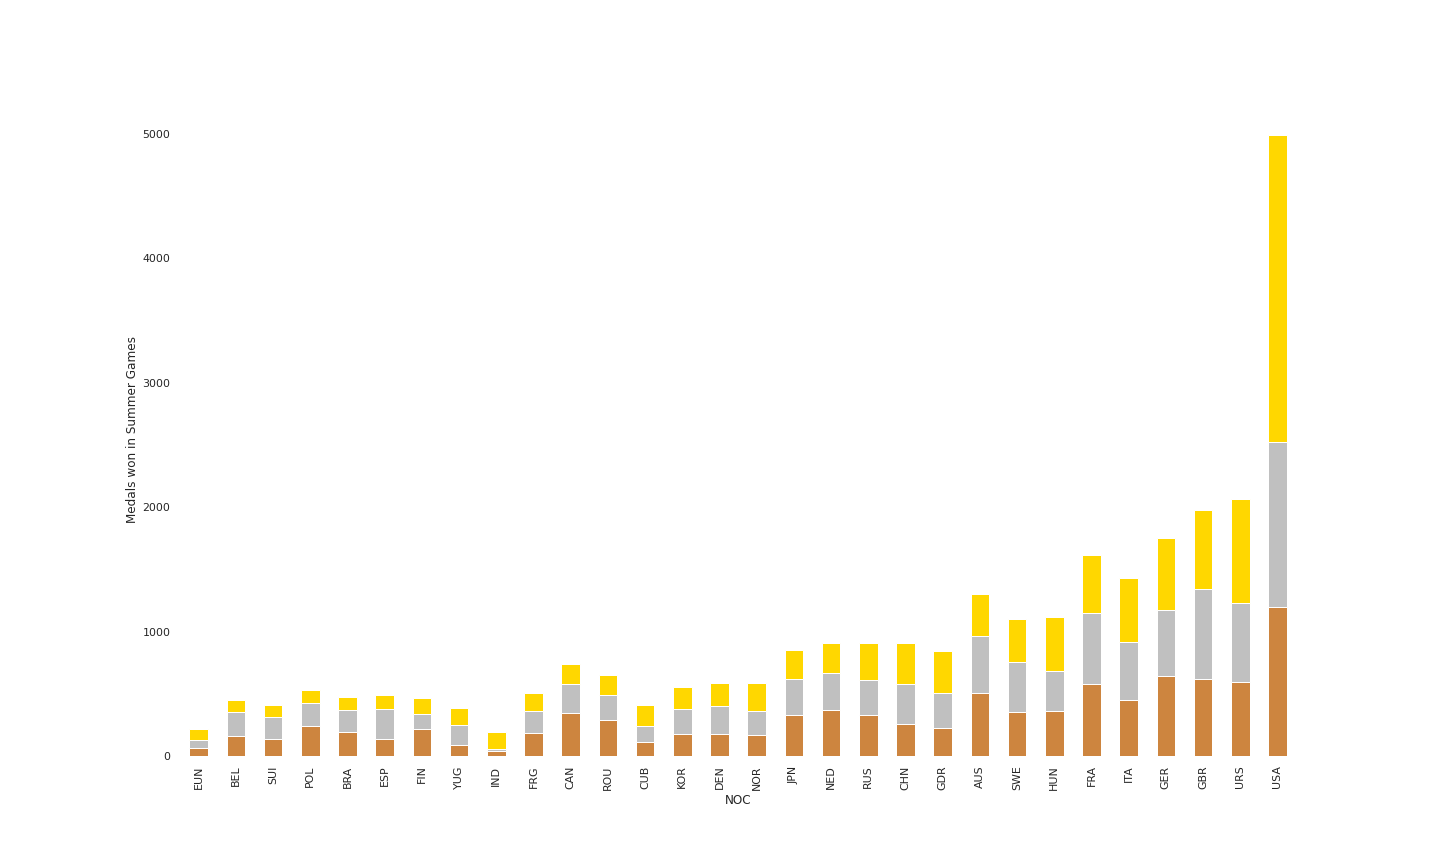 5000
4000
3000
2000
1000
0
Medals won in Summer Games
EUN
BEL
SUI
POL
BRA
ESP
FIN
YUG
IND
FRG
CAN
ROU
CUB
KOR
DEN
NOR
JPN
NED
RUS
CHN
GDR
AUS
SWE
HUN
FRA
ITA
GER
GBR
URS
USA
NOC